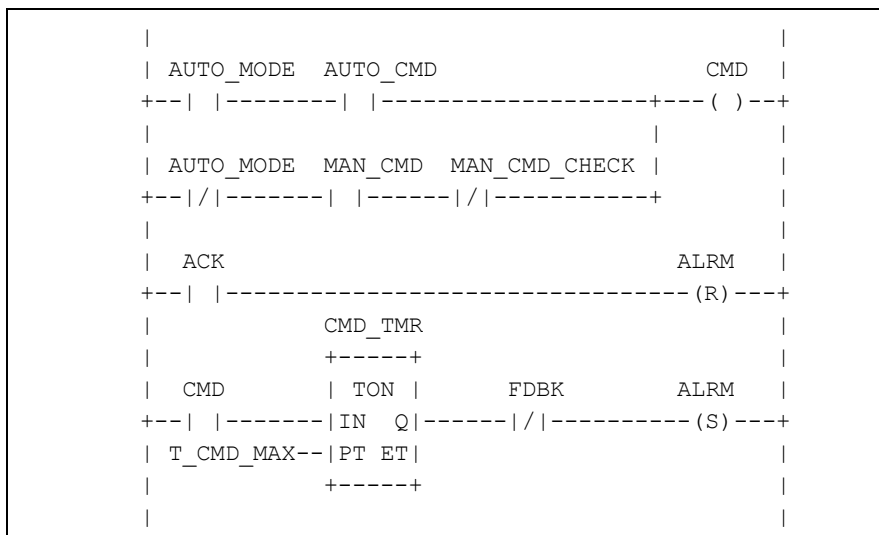 |                                            |
| AUTO_MODE  AUTO_CMD                   CMD  |
+--| |--------| |-------------------+---( )--+
|                                   |        |
| AUTO_MODE  MAN_CMD  MAN_CMD_CHECK |        |
+--|/|-------| |------|/|-----------+        |
|                                            |
|  ACK                                ALRM   |
+--| |---------------------------------(R)---+
|            CMD_TMR                         |
|            +-----+                         |
|  CMD       | TON |      FDBK       ALRM    |
+--| |-------|IN  Q|------|/|----------(S)---+
| T_CMD_MAX--|PT ET|                         |
|            +-----+                         |
|                                            |